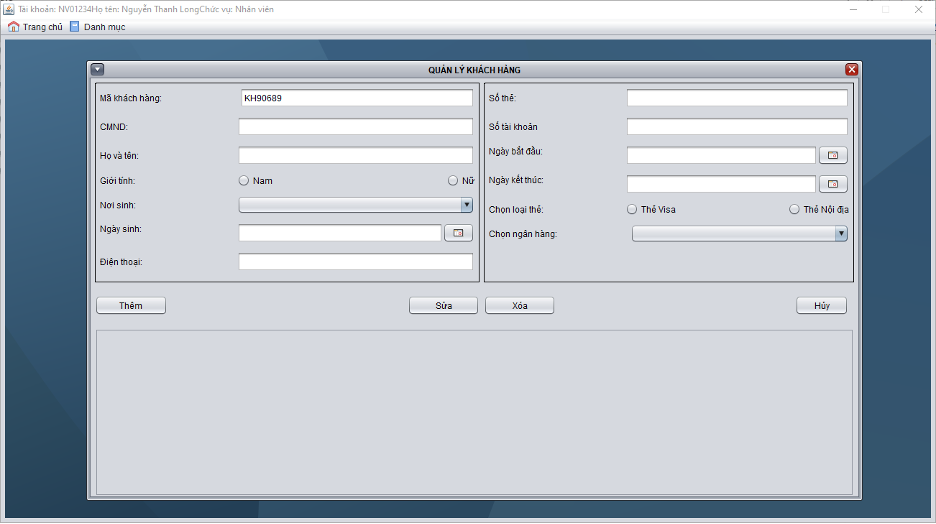 Tài khoản: NV01234Họ tên: Nguyễn Thanh LongChức vụ: Nhân viên
Trang chủ Danh mục
QUẢN LÝ KHÁCH HÀNG
Mã khách hàng: KH90689
CMND:
Họ và tên:
Giới tính: Nam Nữ
Nơi sinh:
Ngày sinh:
Điện thoại:
Số thẻ:
Số tài khoản
Ngày bắt đầu:
Ngày kết thúc:
Chọn loại thẻ: Thẻ Visa Thẻ Nội địa
Chọn ngân hàng:
Thêm Sửa Xóa Hủy